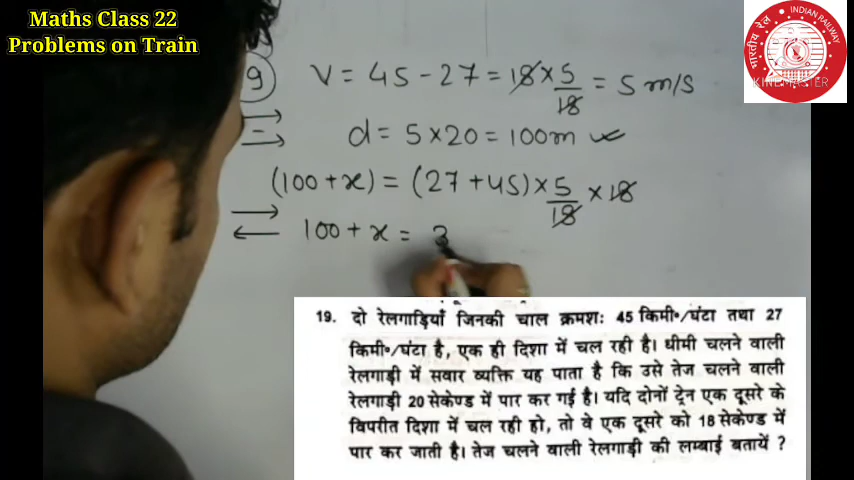 Maths Class 22
Problems on Train
भारतीय रेल
INDIAN RAILWAY
KINEMASTER
9 V = 45 - 27 = 18 × 5/18 = 5 m/s
d = 5 × 20 = 100m
(100 + x) = (27 + 45) × 5/18 × 18
100 + x = 3
19. दो रेलगाड़ियाँ जिनकी चाल क्रमशः 45 किमी०/घंटा तथा 27
किमी०/घंटा है, एक ही दिशा में चल रही है। धीमी चलने वाली
रेलगाड़ी में सवार व्यक्ति यह पाता है कि उसे तेज चलने वाली
रेलगाड़ी 20 सेकेण्ड में पार कर गई है। यदि दोनों ट्रेन एक दूसरे के
विपरीत दिशा में चल रही हो, तो वे एक दूसरे को 18 सेकेण्ड में
पार कर जाती है। तेज चलने वाली रेलगाड़ी की लम्बाई बतायें ?